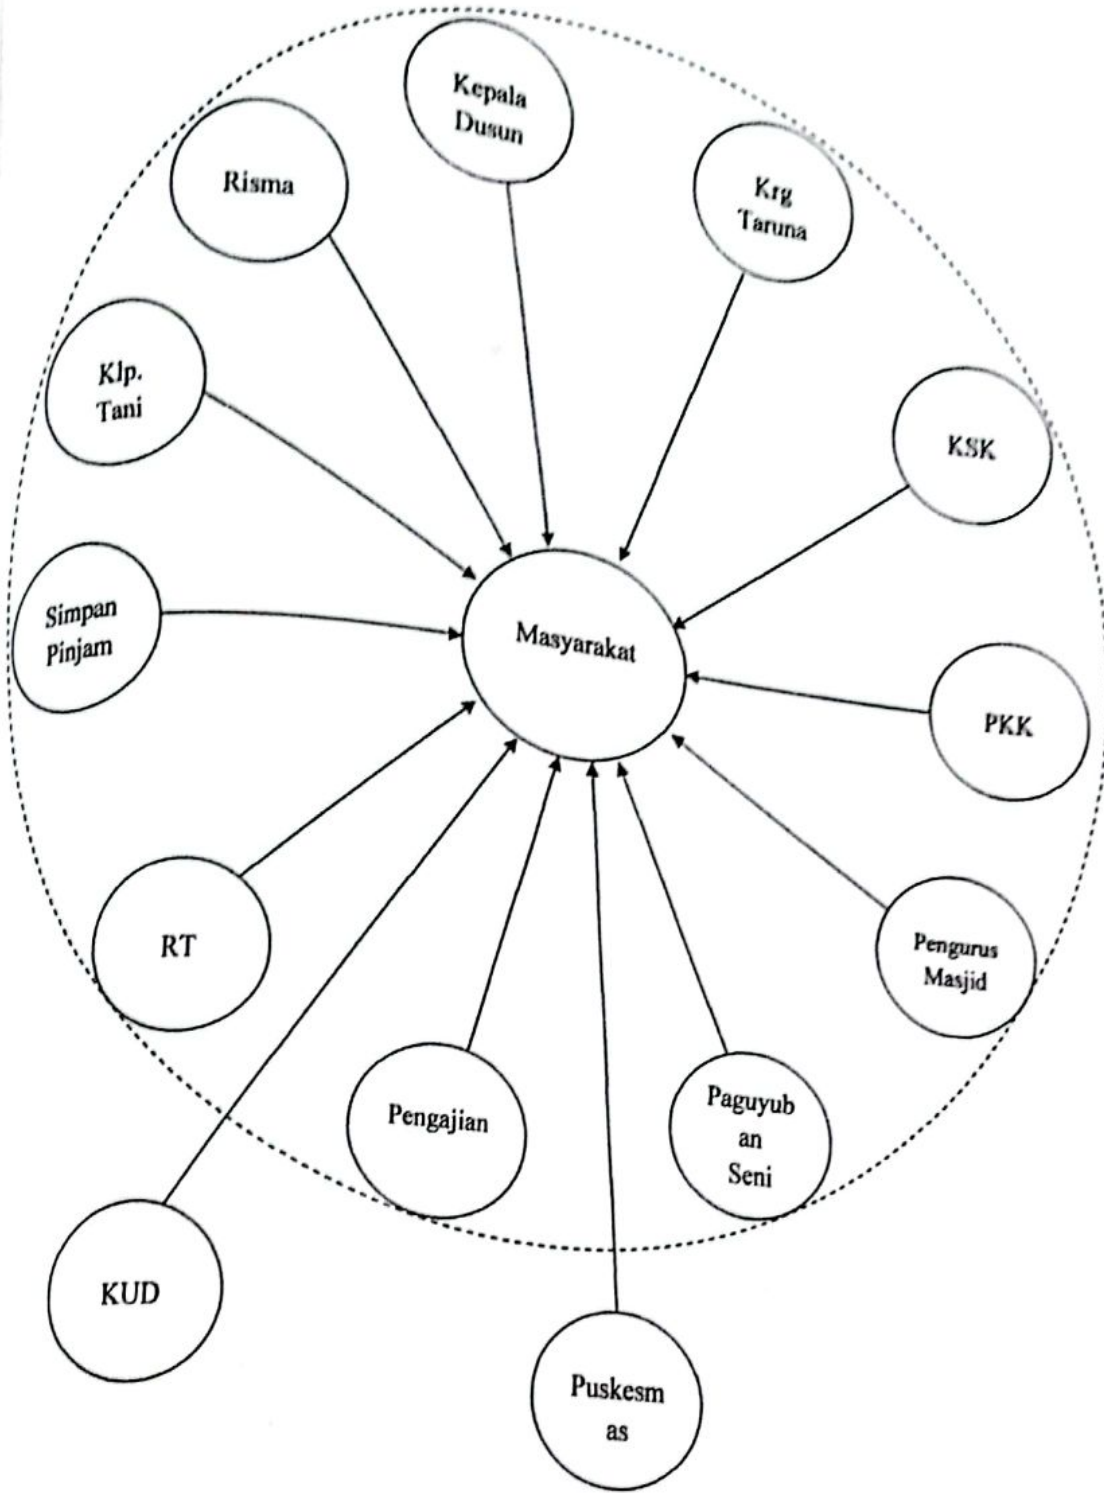 Kepala
Dusun
Risma
Krg
Taruna
Klp.
Tani
KSK
Simpan
Pinjam
Masyarakat
PKK
RT
Pengurus
Masjid
Pengajian
Paguyub
an
Seni
KUD
Puskesm
as